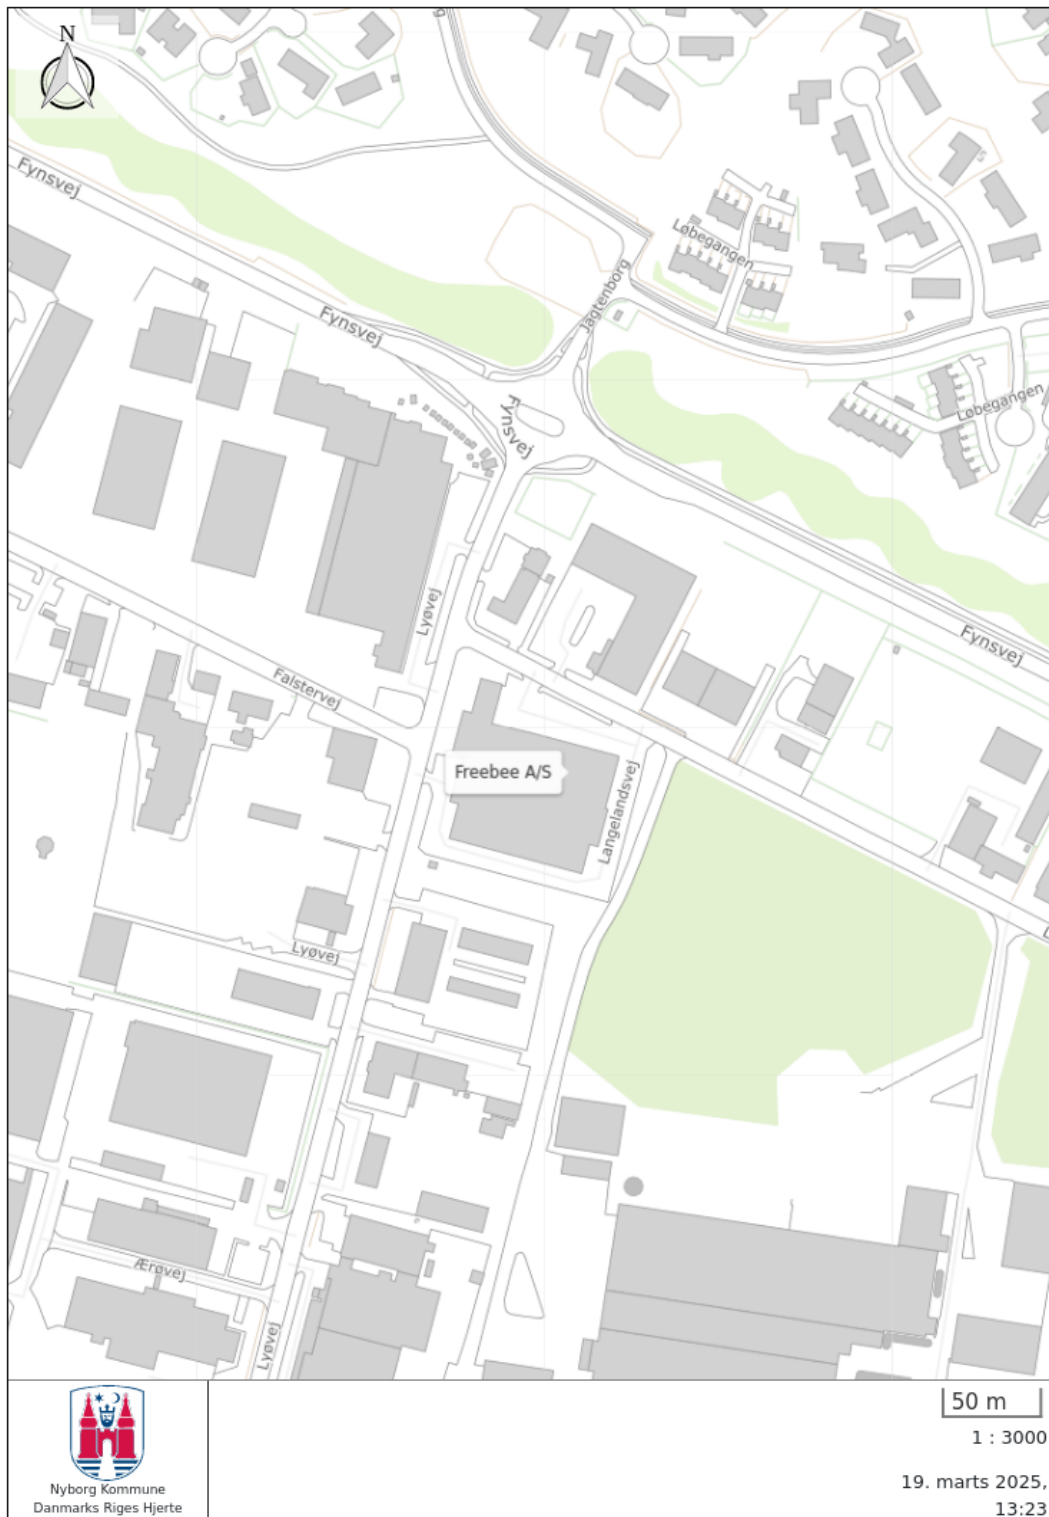 N
Fynsvej
Løbegangen
Jagtenborg
Fynsvej
Løbegangen
Fynsvej
Lyøvej
Fynsvej
Falstervej
Freebee A/S
Langelandsvej
Lyøvej
Ærøvej
Lyøvej
50 m
1 : 3000
Nyborg Kommune
Danmarks Riges Hjerte
19. marts 2025,
13:23